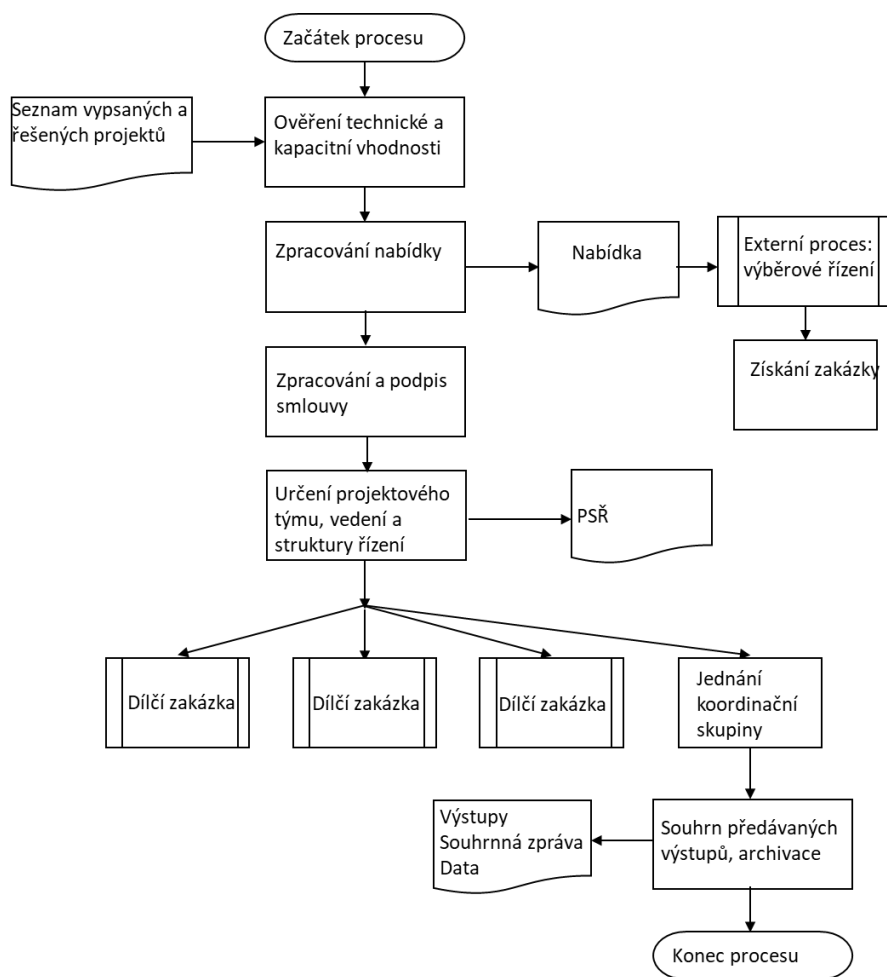 Začátek procesu
Seznam vypsaných a
řešených projektů
Ověření technické a
kapacitní vhodnosti
Zpracování nabídky
Nabídka
Externí proces:
výběrové řízení
Získání zakázky
Zpracování a podpis
smlouvy
Určení projektového
týmu, vedení a
struktury řízení
PSŘ
Dílčí zakázka
Dílčí zakázka
Dílčí zakázka
Jednání
koordinační
skupiny
Výstupy
Souhrnná zpráva
Data
Souhrn předávaných
výstupů, archivace
Konec procesu